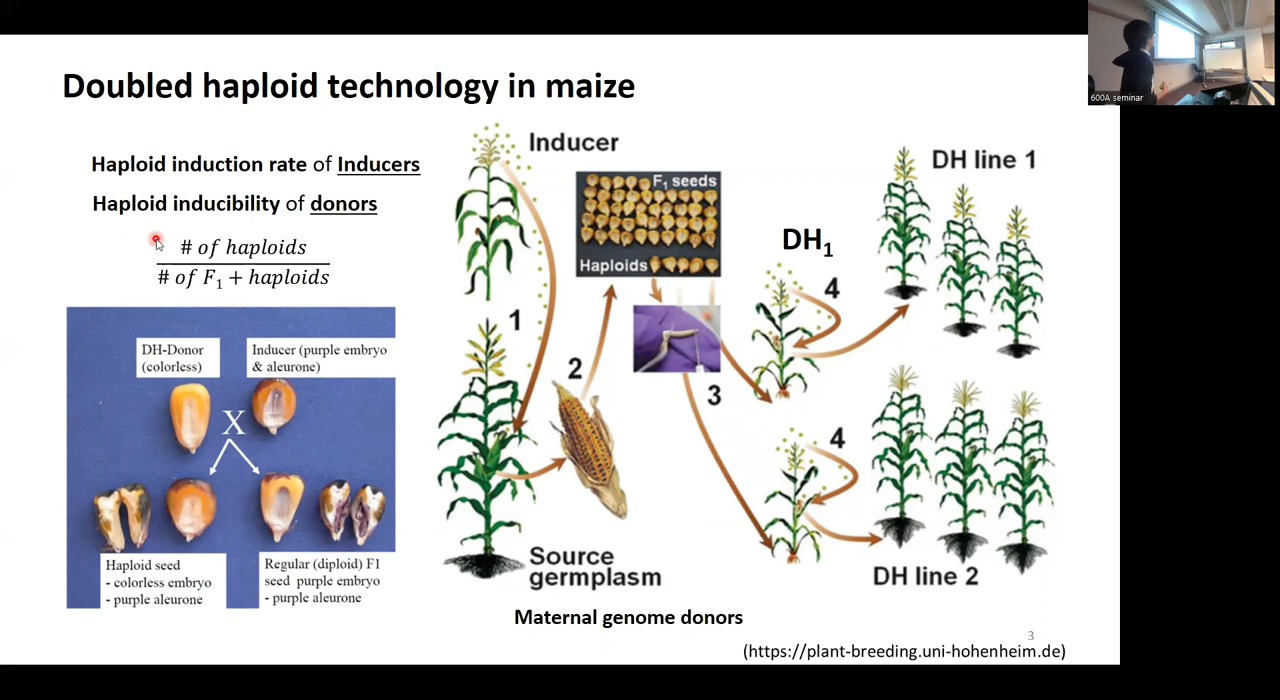 Doubled haploid technology in maize
Haploid induction rate of Inducers
Haploid inducibility of donors
# of haploids
# of F₁ + haploids
DH-Donor
(colorless)
Inducer (purple embryo
& aleurone)
X
Haploid seed
- colorless embryo
- purple aleurone
Regular (diploid) F1
seed purple embryo
- purple aleurone
Inducer
F₁ seeds
Haploids
1
2
3
DH₁
4
4
DH line 1
DH line 2
Source
germplasm
Maternal genome donors
3
(https://plant-breeding.uni-hohenheim.de)
600A seminar